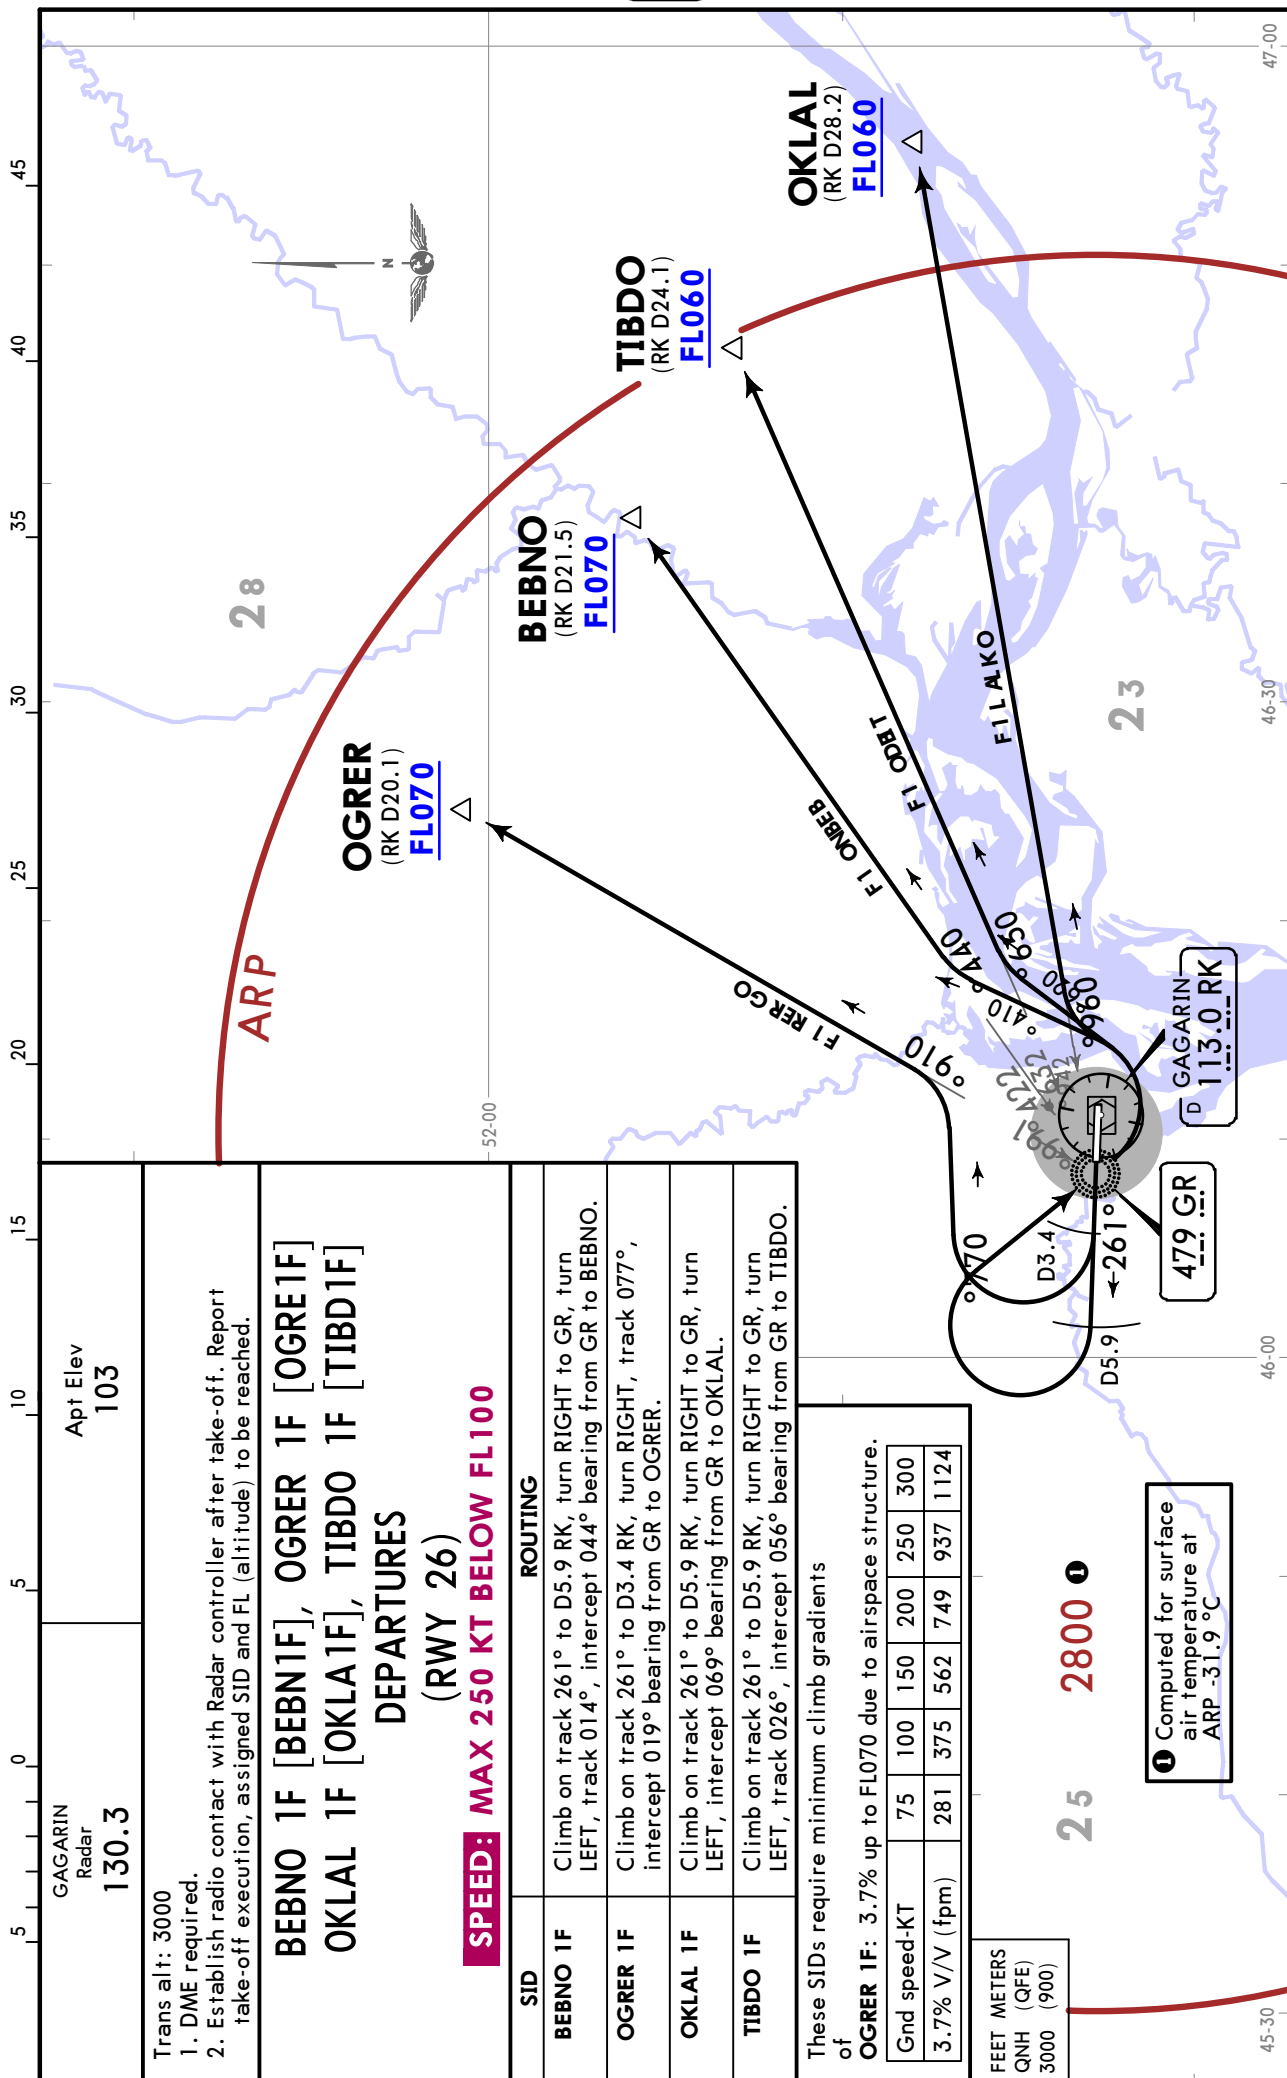 GAGARIN
Radar
130.3
Apt Elev
103
Trans alt: 3000
1. DME required.
2. Establish radio contact with Radar controller after take-off. Report
take-off execution, assigned SID and FL (altitude) to be reached.
BEBNO 1F [BEBN1F], OGRER 1F [OGRE1F]
OKLAL 1F [OKLA1F], TIBDO 1F [TIBD1F]
DEPARTURES
(RWY 26)
SPEED: MAX 250 KT BELOW FL100
SID ROUTING
BEBNO 1F Climb on track 261° to D5.9 RK, turn RIGHT to GR, turn
LEFT, track 014°, intercept 044° bearing from GR to BEBNO.
OGRER 1F Climb on track 261° to D3.4 RK, turn RIGHT, track 077°,
intercept 019° bearing from GR to OGRER.
OKLAL 1F Climb on track 261° to D5.9 RK, turn RIGHT to GR, turn
LEFT, intercept 069° bearing from GR to OKLAL.
TIBDO 1F Climb on track 261° to D5.9 RK, turn RIGHT to GR, turn
LEFT, track 026°, intercept 056° bearing from GR to TIBDO.
These SIDs require minimum climb gradients
of
OGRER 1F: 3.7% up to FL070 due to airspace structure.
Gnd speed-KT 75 100 150 200 250 300
3.7% V/V (fpm) 281 375 562 749 937 1124
FEET METERS
QNH (QFE)
3000 (900)
5 0 5 10 15 20 25 30 35 40 45
ARP
28
OGRER
(RK D20.1)
FL070
BEBNO
(RK D21.5)
FL070
TIBDO
(RK D24.1)
FL060
OKLAL
(RK D28.2)
FL060
N
52-00
F1 RER GO
F1 ONBEB
F1 ODBIT
F1L ALKO
°910
°440
°410
°650
°620
°960
°770
D3.4
D5.9
261°
D GAGARIN
113.0 RK
479 GR
23
25
2800 ❶
❶ Computed for surface
air temperature at
ARP -31.9 °C
45-30
46-00
46-30
47-00